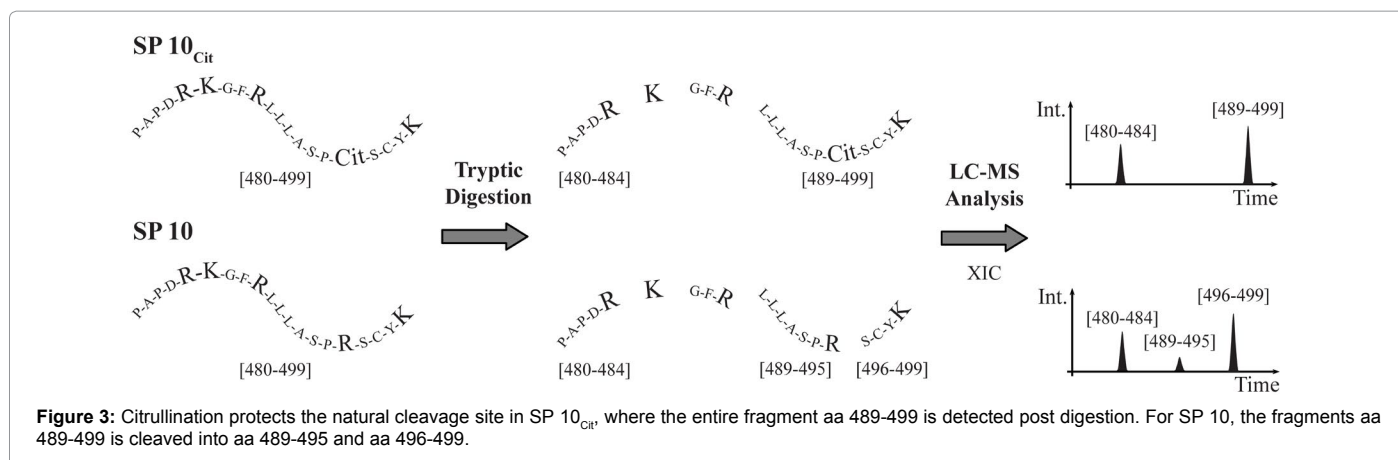 SP 10Cit
P-A-P-D-R-K-G-F-R-L-L-L-A-S-P-Cit-S-C-Y-K
[480-499]
Tryptic
Digestion
P-A-P-D-R
K
G-F-R
L-L-L-A-S-P-Cit-S-C-Y-K
[480-484]
[489-499]
LC-MS
Analysis
XIC
Int.
[480-484]
[489-499]
Time
SP 10
P-A-P-D-R-K-G-F-R-L-L-L-A-S-P-R-S-C-Y-K
[480-499]
P-A-P-D-R
K
G-F-R
L-L-L-A-S-P-R
S-C-Y-K
[480-484]
[489-495]
[496-499]
Int.
[480-484]
[489-495]
[496-499]
Time
Figure 3: Citrullination protects the natural cleavage site in SP 10Cit, where the entire fragment aa 489-499 is detected post digestion. For SP 10, the fragments aa
489-499 is cleaved into aa 489-495 and aa 496-499.